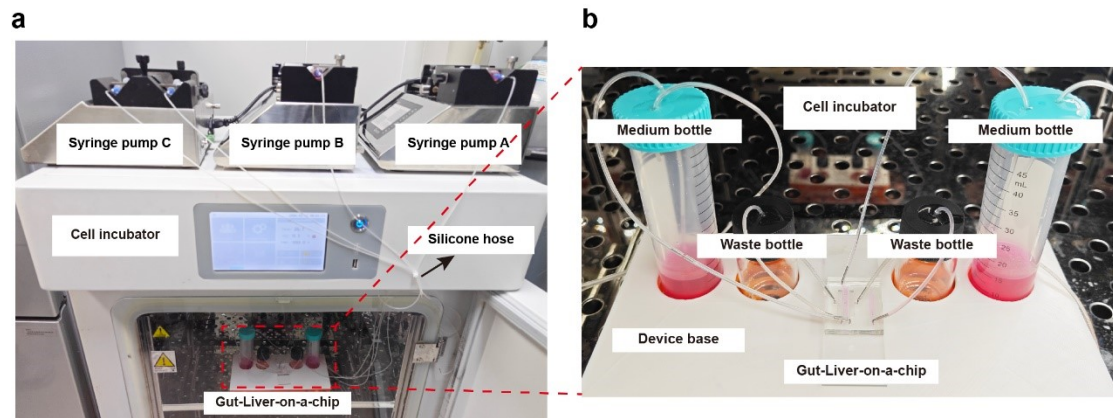 a
b
Syringe pump C
Syringe pump B
Syringe pump A
Cell incubator
Silicone hose
Gut-Liver-on-a-chip
Cell incubator
Medium bottle
Medium bottle
45
mL
40
35
30
25
20
Waste bottle
Waste bottle
Device base
Gut-Liver-on-a-chip